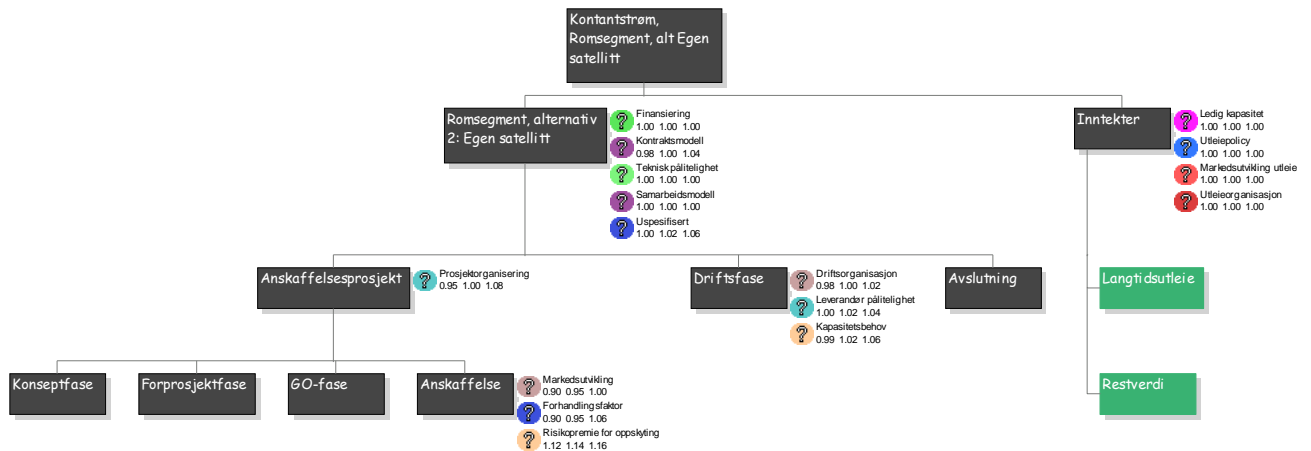 Kontantstrøm,
Romsegment, alt Egen
satellitt
Romsegment, alternativ
2: Egen satellitt
Finansiering
1.00 1.00 1.00
Kontraktsmodell
0.98 1.00 1.04
Teknisk pålitelighet
1.00 1.00 1.00
Samarbeidsmodell
1.00 1.00 1.00
Uspesifisert
1.00 1.02 1.06
Inntekter
Ledig kapasitet
1.00 1.00 1.00
Utleiepolicy
1.00 1.00 1.00
Markedsutvikling utleie
1.00 1.00 1.00
Utleieorganisasjon
1.00 1.00 1.00
Anskaffelsesprosjekt
Prosjektorganisering
0.95 1.00 1.08
Driftsfase
Driftsorganisasjon
0.98 1.00 1.02
Leverandør pålitelighet
1.00 1.02 1.04
Kapasitetsbehov
0.99 1.02 1.06
Avslutning
Langtidsutleie
Konseptfase
Forprosjektfase
GO-fase
Anskaffelse
Markedsutvikling
0.90 0.95 1.00
Forhandlingsfaktor
0.90 0.95 1.06
Risikopremie for oppskyting
1.12 1.14 1.16
Restverdi